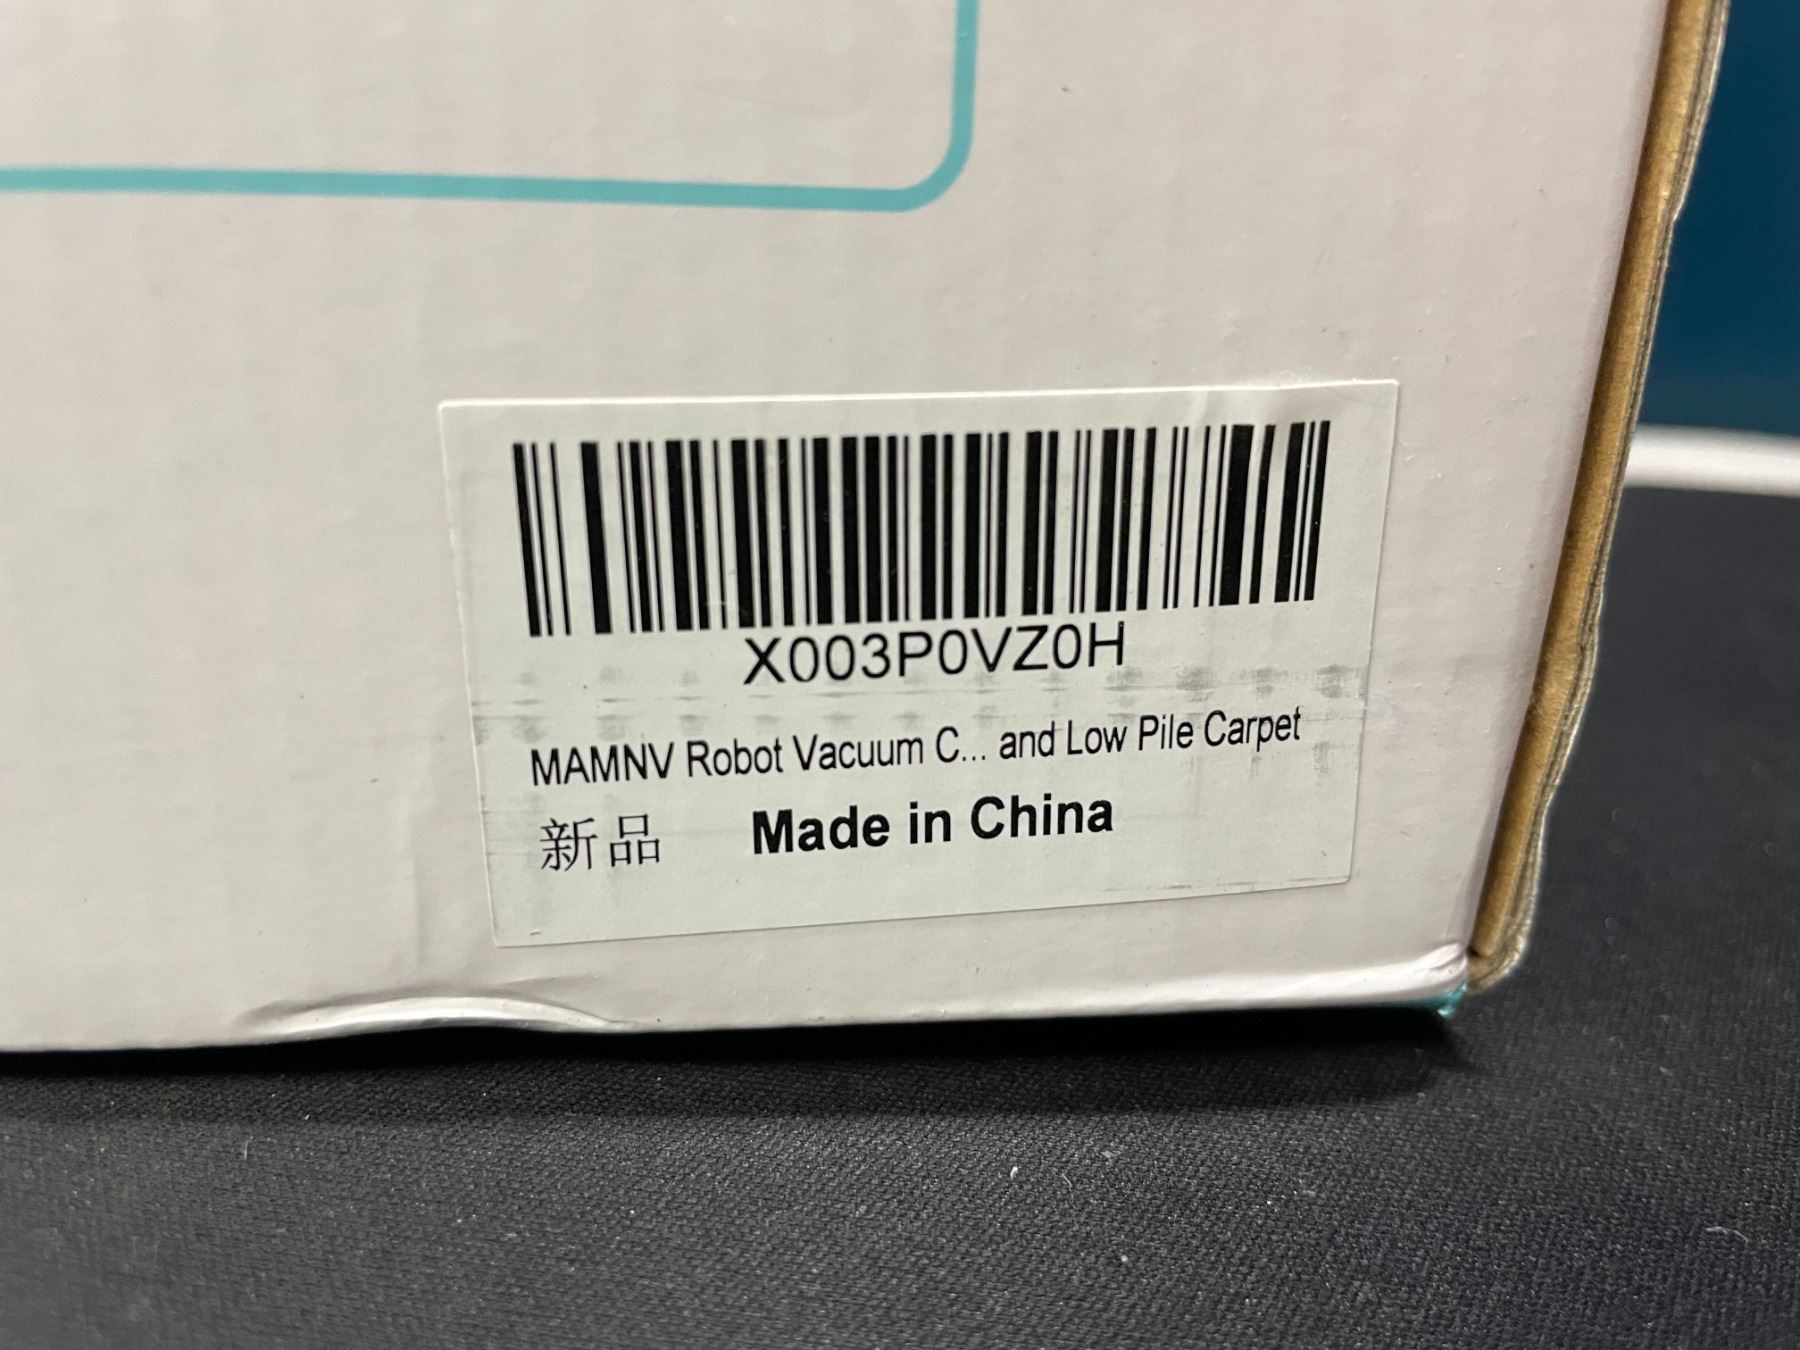 X003P0VZ0H
MAMNV Robot Vacuum C... and Low Pile Carpet
新品 Made in China